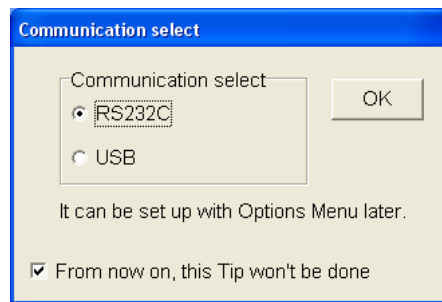 Communication select
Communication select
RS232C
OK
USB
It can be set up with Options Menu later.
From now on, this Tip won't be done